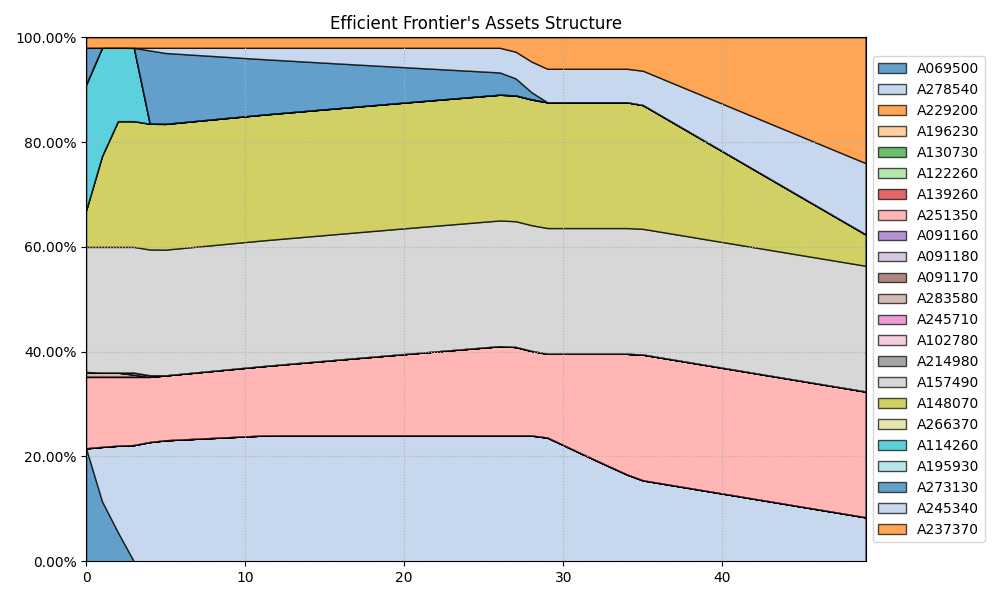 Efficient Frontier's Assets Structure
100.00%
80.00%
60.00%
40.00%
20.00%
0.00%
0
10
20
30
40
A069500
A278540
A229200
A196230
A130730
A122260
A139260
A251350
A091160
A091180
A091170
A283580
A245710
A102780
A214980
A157490
A148070
A266370
A114260
A195930
A273130
A245340
A237370